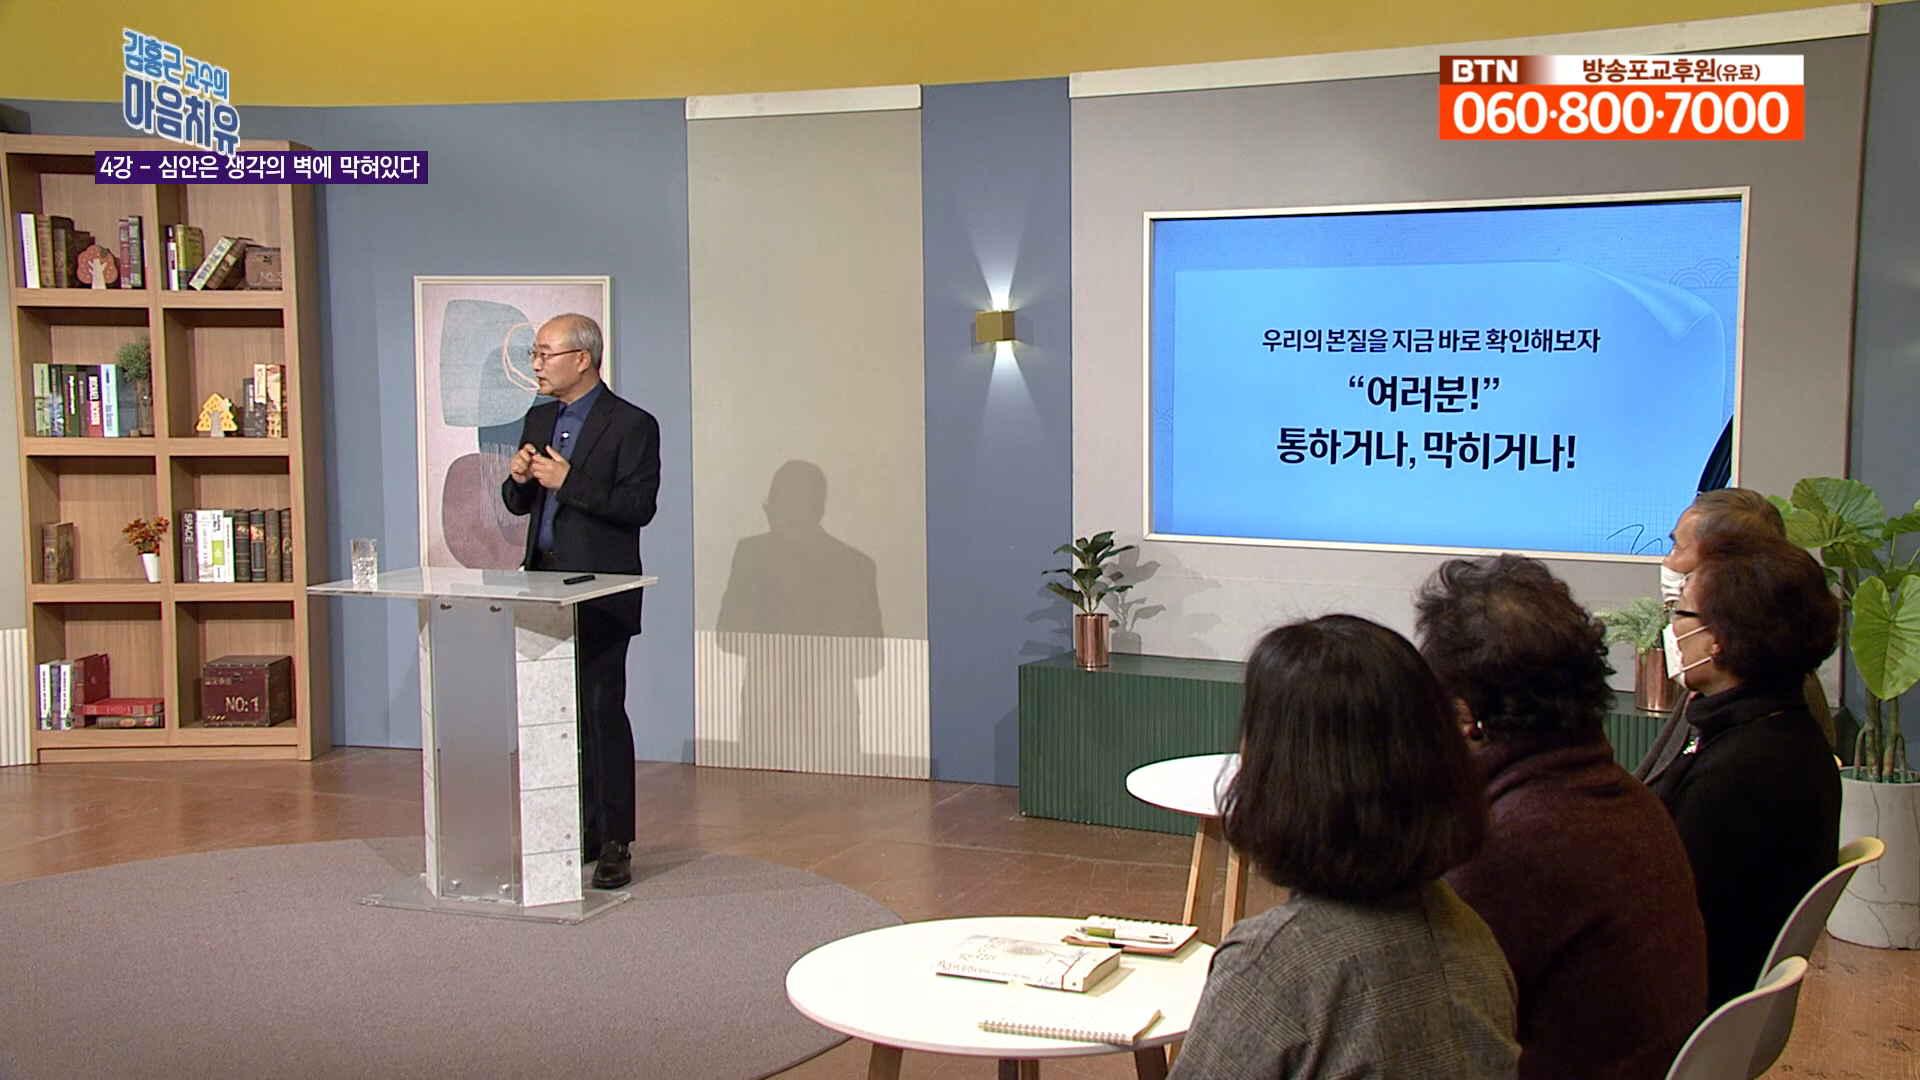 김홍근 교수의
마음치유
4강 - 심안은 생각의 벽에 막혀있다
BTN 방송포교후원(유료)
060·800·7000
우리의 본질을 지금 바로 확인해보자
“여러분!”
통하거나, 막히거나!
NO:3
SPACE
NO:1